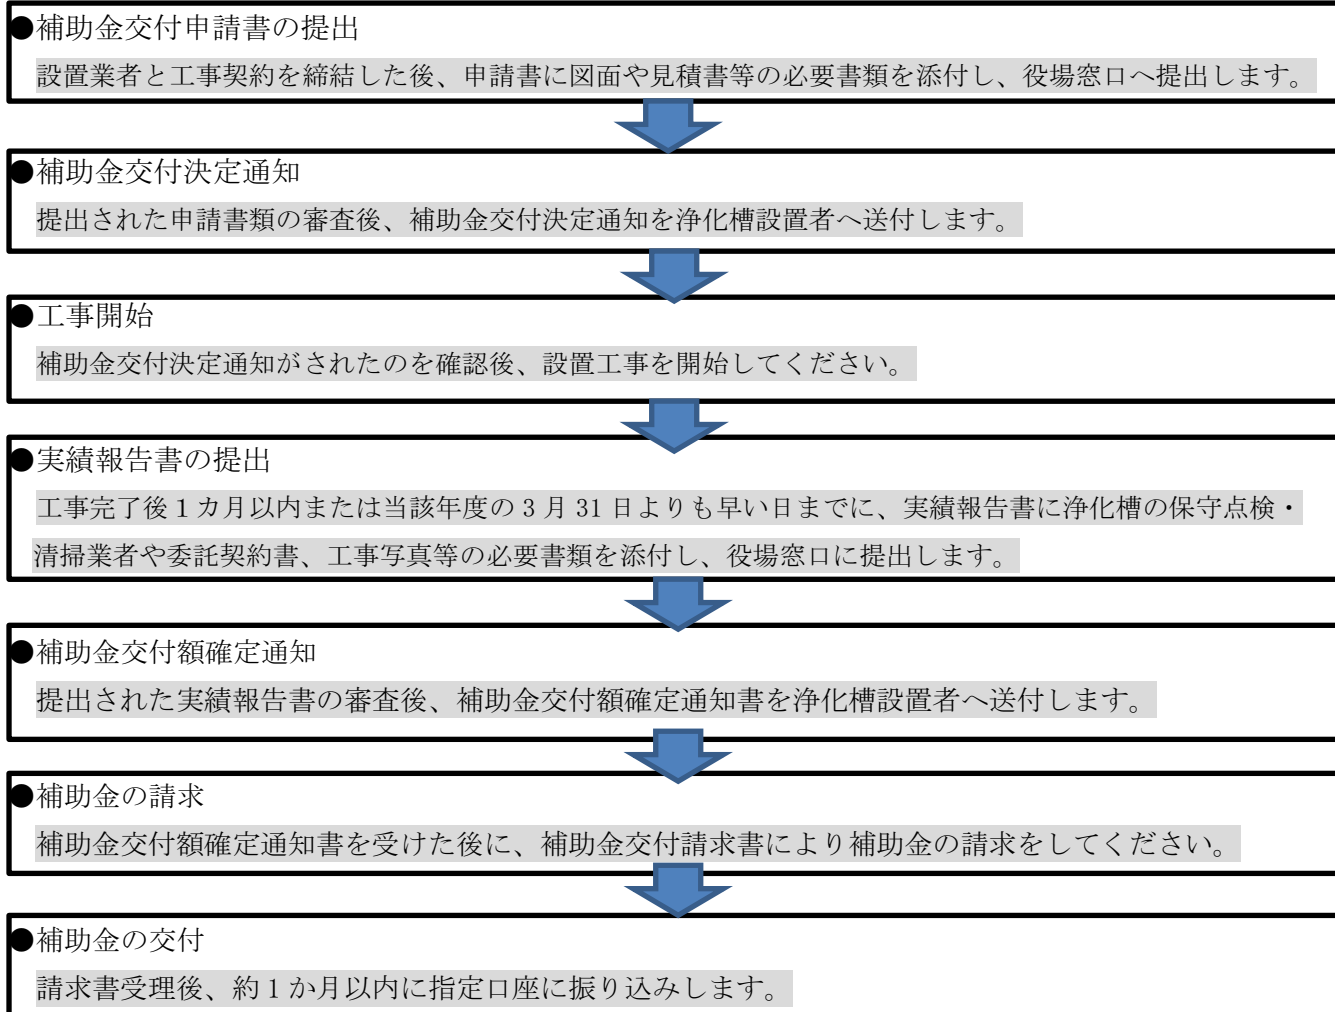 ●補助金交付申請書の提出
設置業者と工事契約を締結した後、申請書に図面や見積書等の必要書類を添付し、役場窓口へ提出します。
●補助金交付決定通知
提出された申請書類の審査後、補助金交付決定通知を浄化槽設置者へ送付します。
●工事開始
補助金交付決定通知がされたのを確認後、設置工事を開始してください。
●実績報告書の提出
工事完了後1カ月以内または当該年度の3月31日よりも早い日までに、実績報告書に浄化槽の保守点検・
清掃業者や委託契約書、工事写真等の必要書類を添付し、役場窓口に提出します。
●補助金交付額確定通知
提出された実績報告書の審査後、補助金交付額確定通知書を浄化槽設置者へ送付します。
●補助金の請求
補助金交付額確定通知書を受けた後に、補助金交付請求書により補助金の請求をしてください。
●補助金の交付
請求書受理後、約1か月以内に指定口座に振り込みします。